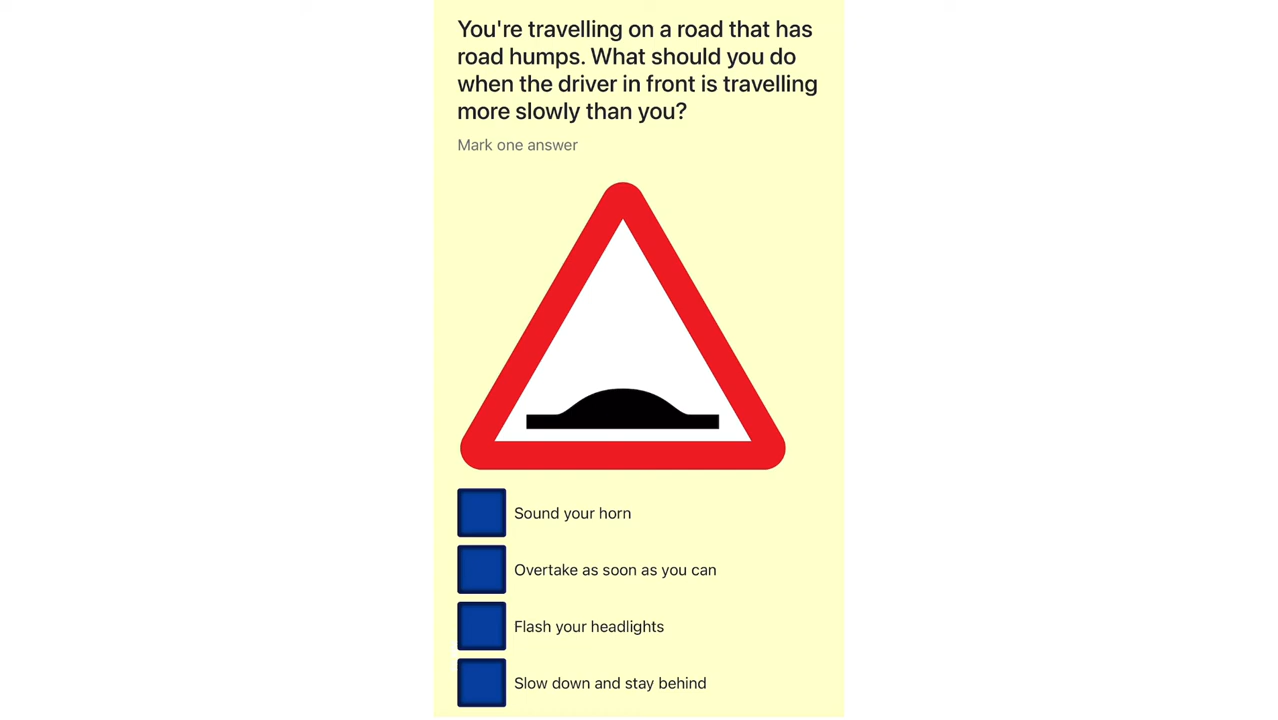 You're travelling on a road that has
road humps. What should you do
when the driver in front is travelling
more slowly than you?
Mark one answer
Sound your horn
Overtake as soon as you can
Flash your headlights
Slow down and stay behind